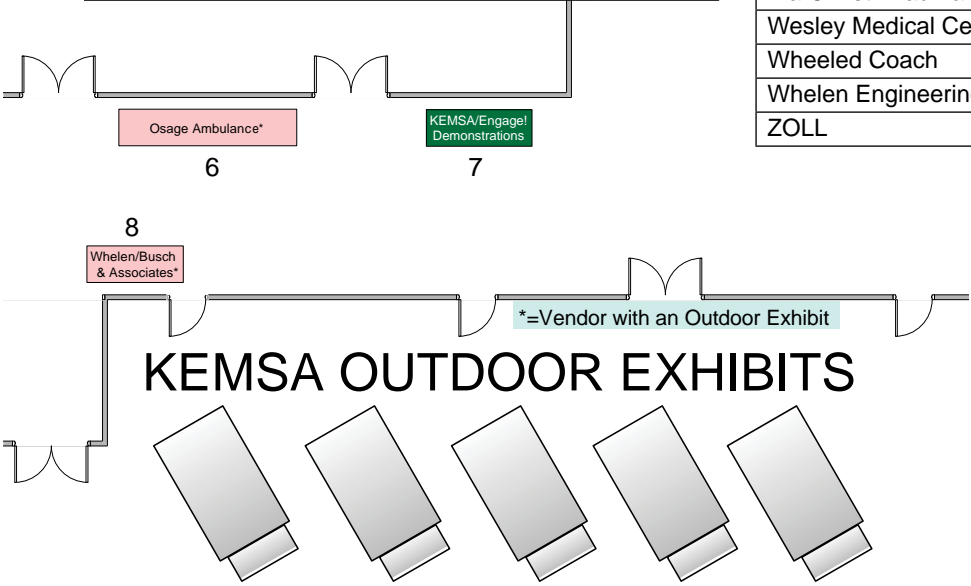 Wesley Medical Ce
Wheeled Coach
Whelen Engineering
ZOLL
Osage Ambulance*
KEMSA/Engage!
Demonstrations
6
7
8
Whelen/Busch
& Associates*
*=Vendor with an Outdoor Exhibit
KEMSA OUTDOOR EXHIBITS